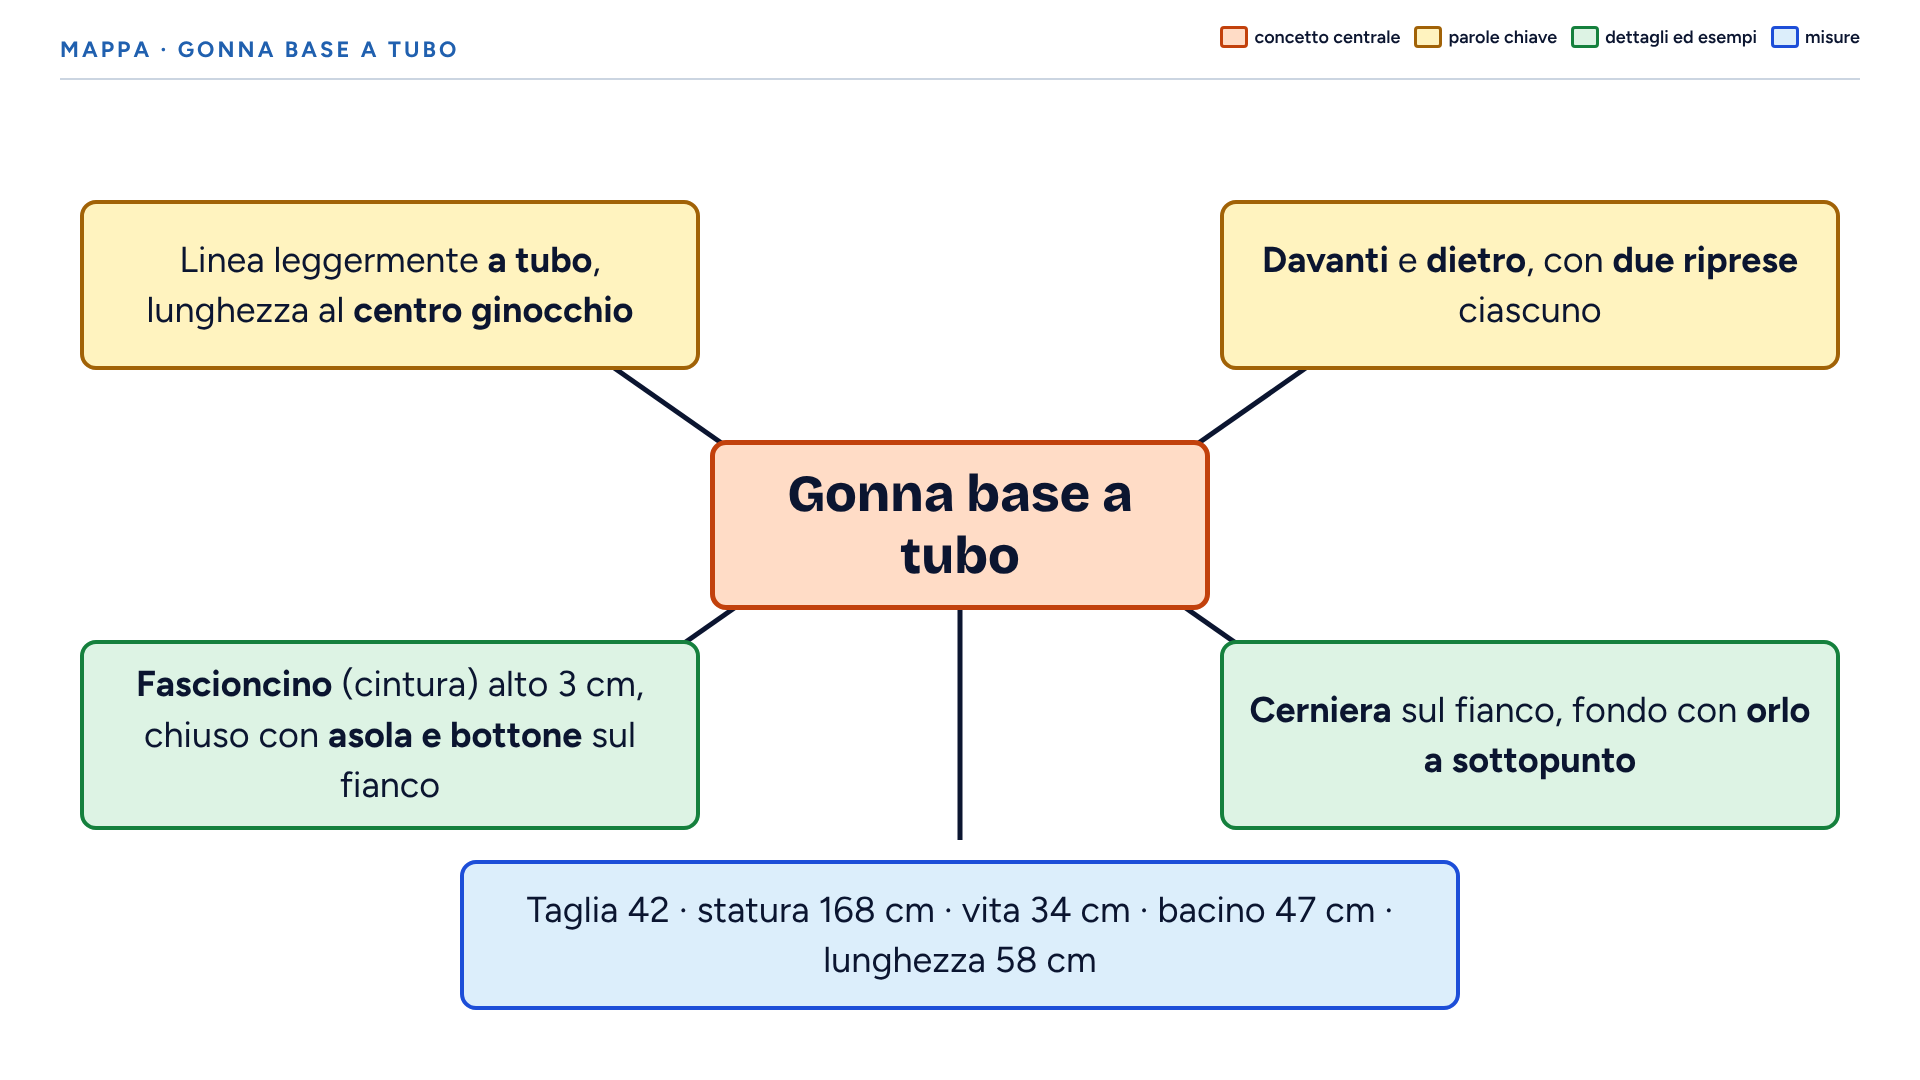 MAPPA · GONNA BASE A TUBO
concetto centrale
parole chiave
dettagli ed esempi
misure
Linea leggermente a tubo,
lunghezza al centro ginocchio
Davanti e dietro, con due riprese
ciascuno
Gonna base a
tubo
Fascioncino (cintura) alto 3 cm,
chiuso con asola e bottone sul
fianco
Cerniera sul fianco, fondo con orlo
a sottopunto
Taglia 42 · statura 168 cm · vita 34 cm · bacino 47 cm ·
lunghezza 58 cm